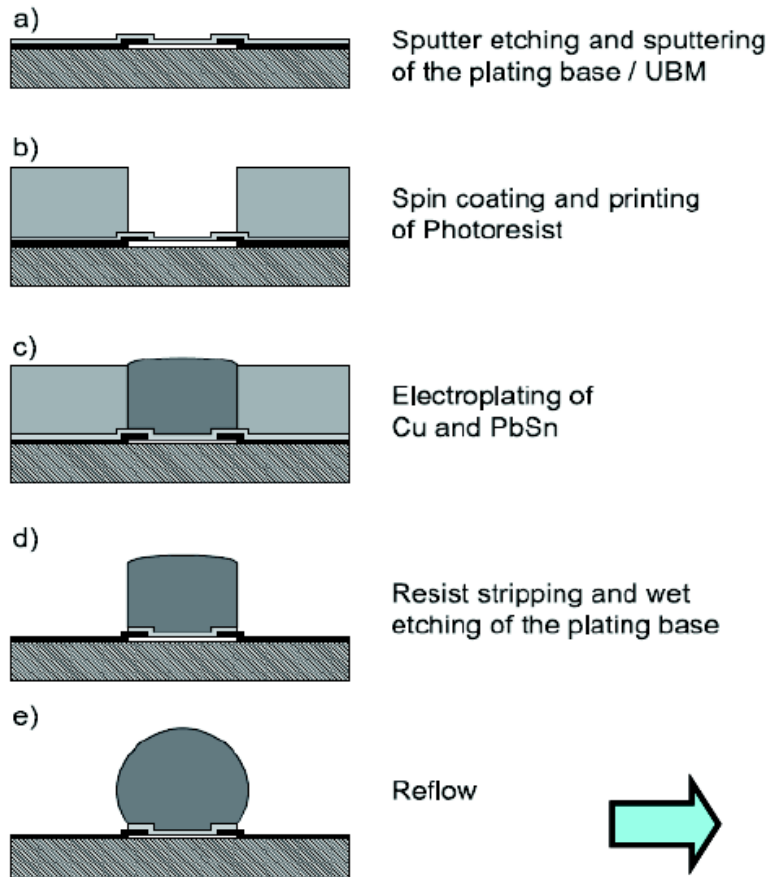 a)
Sputter etching and sputtering
of the plating base / UBM
b)
Spin coating and printing
of Photoresist
c)
Electroplating of
Cu and PbSn
d)
Resist stripping and wet
etching of the plating base
e)
Reflow